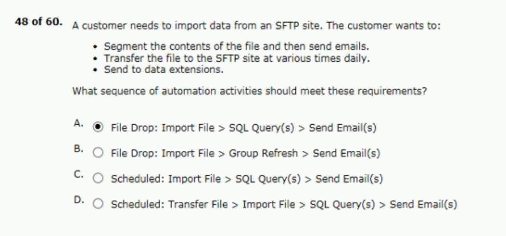 48 of 60. A customer needs to import data from an SFTP site. The customer wants to:
• Segment the contents of the file and then send emails.
• Transfer the file to the SFTP site at various times daily.
• Send to data extensions.
What sequence of automation activities should meet these requirements?
A. File Drop: Import File > SQL Query(s) > Send Email(s)
B. File Drop: Import File > Group Refresh > Send Email(s)
C. Scheduled: Import File > SQL Query(s) > Send Email(s)
D. Scheduled: Transfer File > Import File > SQL Query(s) > Send Email(s)